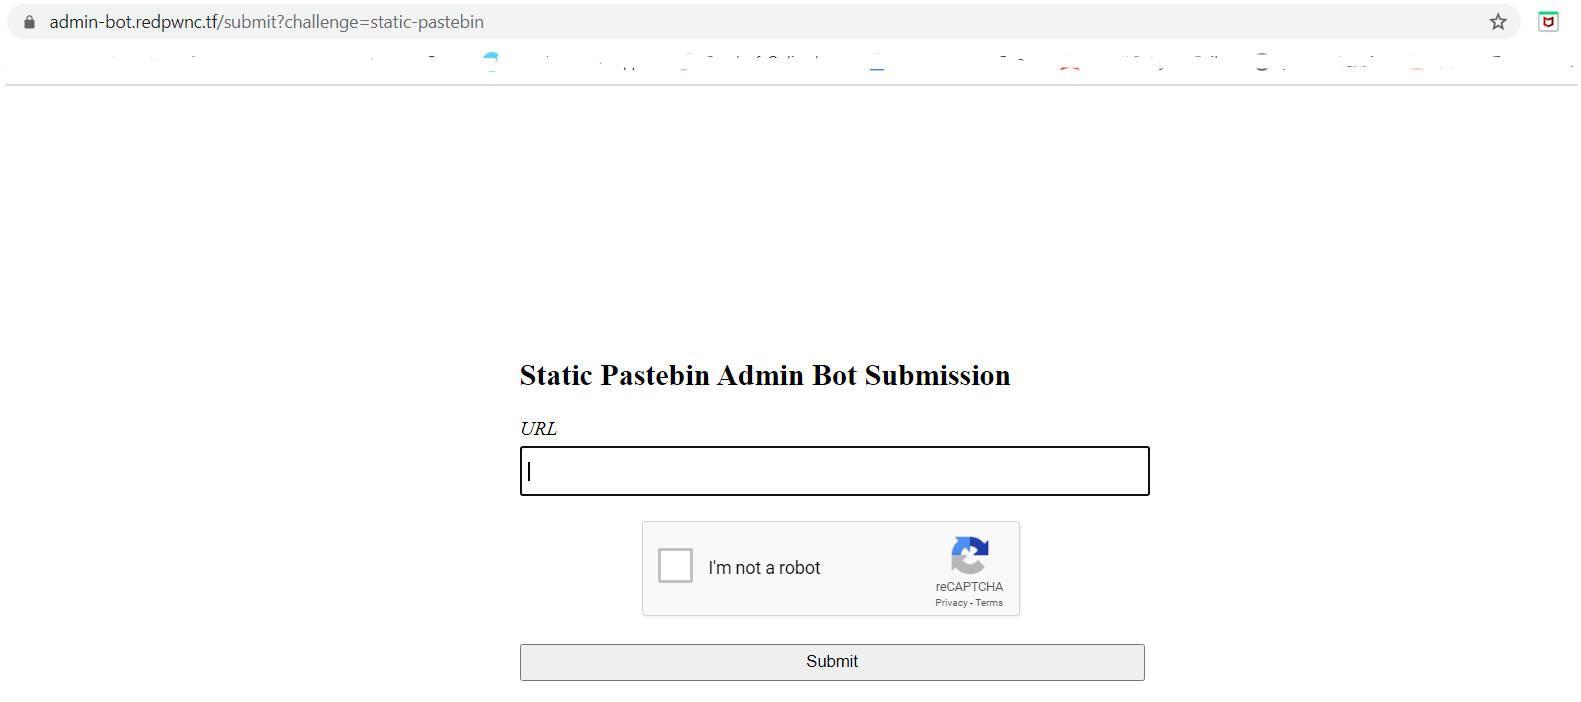 admin-bot.redpwnc.tf/submit?challenge=static-pastebin
Static Pastebin Admin Bot Submission
URL
I'm not a robot
reCAPTCHA
Privacy - Terms
Submit